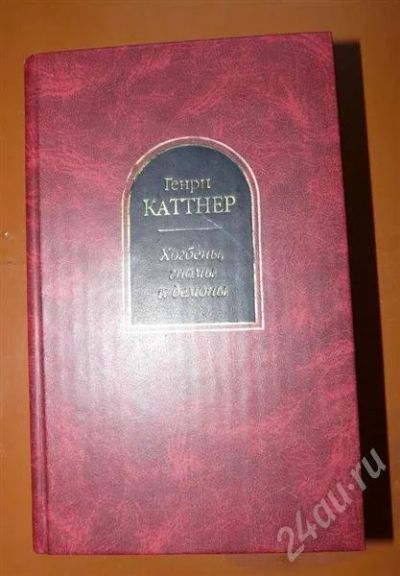 Генри
КАТТНЕР
Хогбены,
гномы
и демоны
24au.ru